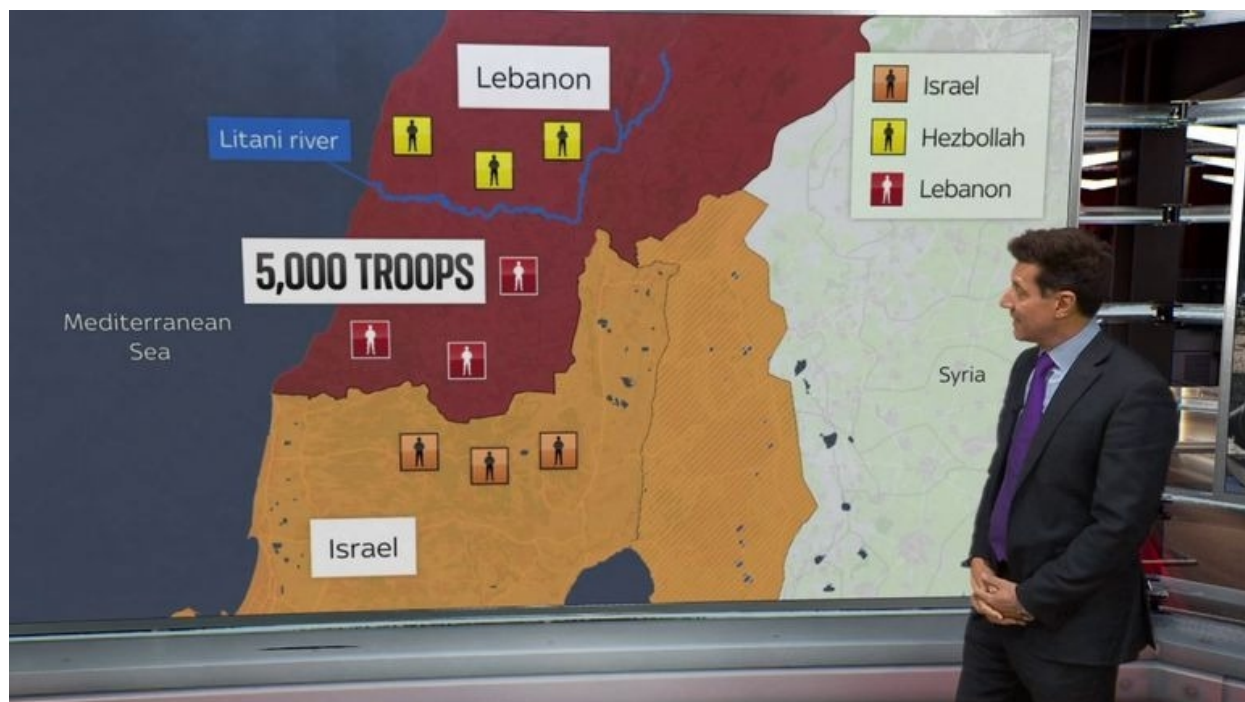 Lebanon
Litani river
5,000 TROOPS
Mediterranean
Sea
Israel
Syria
Israel
Hezbollah
Lebanon